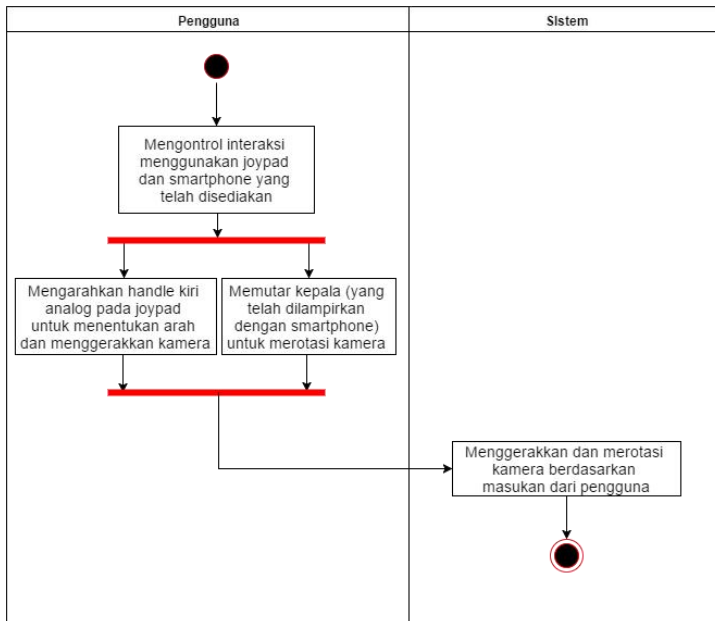 Pengguna
Sistem
Mengontrol interaksi
menggunakan joypad
dan smartphone yang
telah disediakan
Mengarahkan handle kiri
analog pada joypad
untuk menentukan arah
dan menggerakkan kamera
Memutar kepala (yang
telah dilampirkan
dengan smartphone)
untuk merotasi kamera
Menggerakkan dan merotasi
kamera berdasarkan
masukan dari pengguna